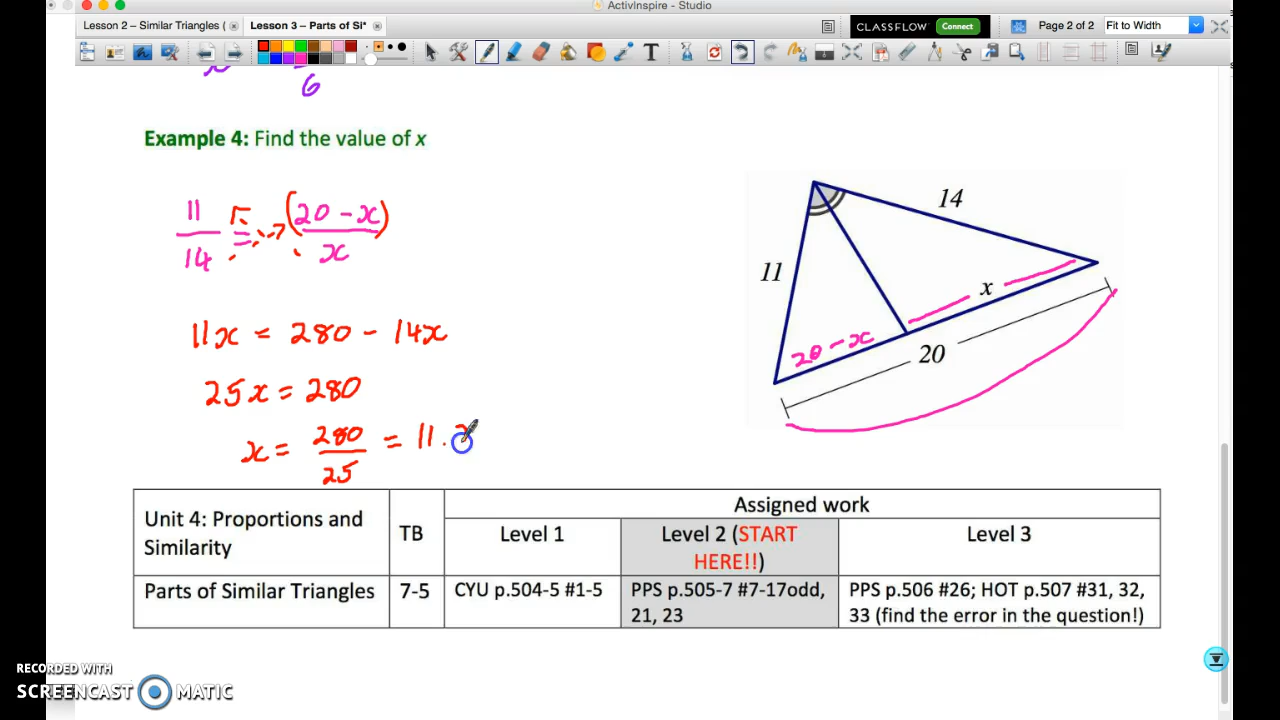 ActivInspire - Studio
Lesson 2 – Similar Triangles (
Lesson 3 – Parts of Si*
CLASSFLOW Connect
Page 2 of 2
Fit to Width
6
Example 4: Find the value of x
11/14 = (20 - x)/x
11x = 280 - 14x
25x = 280
x = 280/25 = 11.
14
11
x
20 - x
20
Unit 4: Proportions and Similarity
TB
Assigned work
Level 1
Level 2 (START
HERE!!)
Level 3
Parts of Similar Triangles
7-5
CYU p.504-5 #1-5
PPS p.505-7 #7-17odd,
21, 23
PPS p.506 #26; HOT p.507 #31, 32,
33 (find the error in the question!)
RECORDED WITH
SCREENCAST MATIC